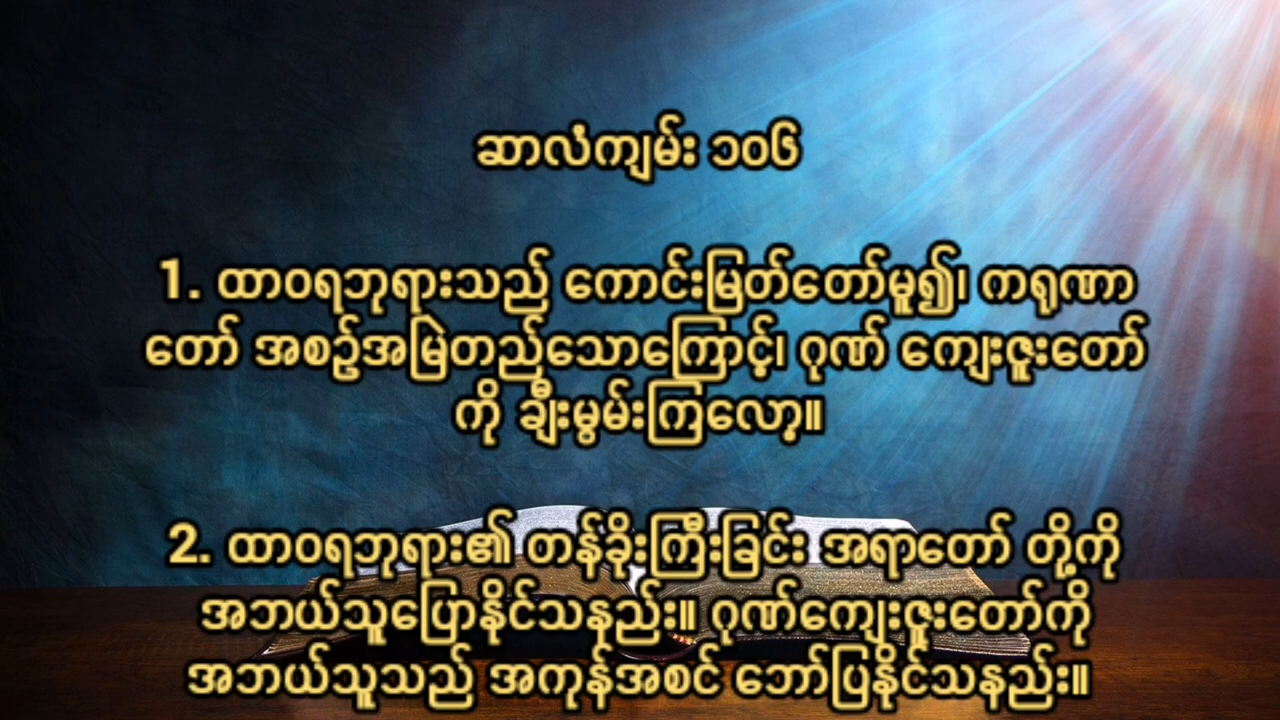 ဆာလံကျမ်း ၁၀၆
1. ထာဝရဘုရားသည် ကောင်းမြတ်တော်မူ၍၊ ကရုဏာ
တော် အစဉ်အမြဲတည်သောကြောင့်၊ ဂုဏ် ကျေးဇူးတော်
ကို ချီးမွမ်းကြလော့။
2. ထာဝရဘုရား၏ တန်ခိုးကြီးခြင်း အရာတော် တို့ကို
အဘယ်သူပြောနိုင်သနည်း။ ဂုဏ်ကျေးဇူးတော်ကို
အဘယ်သူသည် အကုန်အစင် ဘော်ပြနိုင်သနည်း။